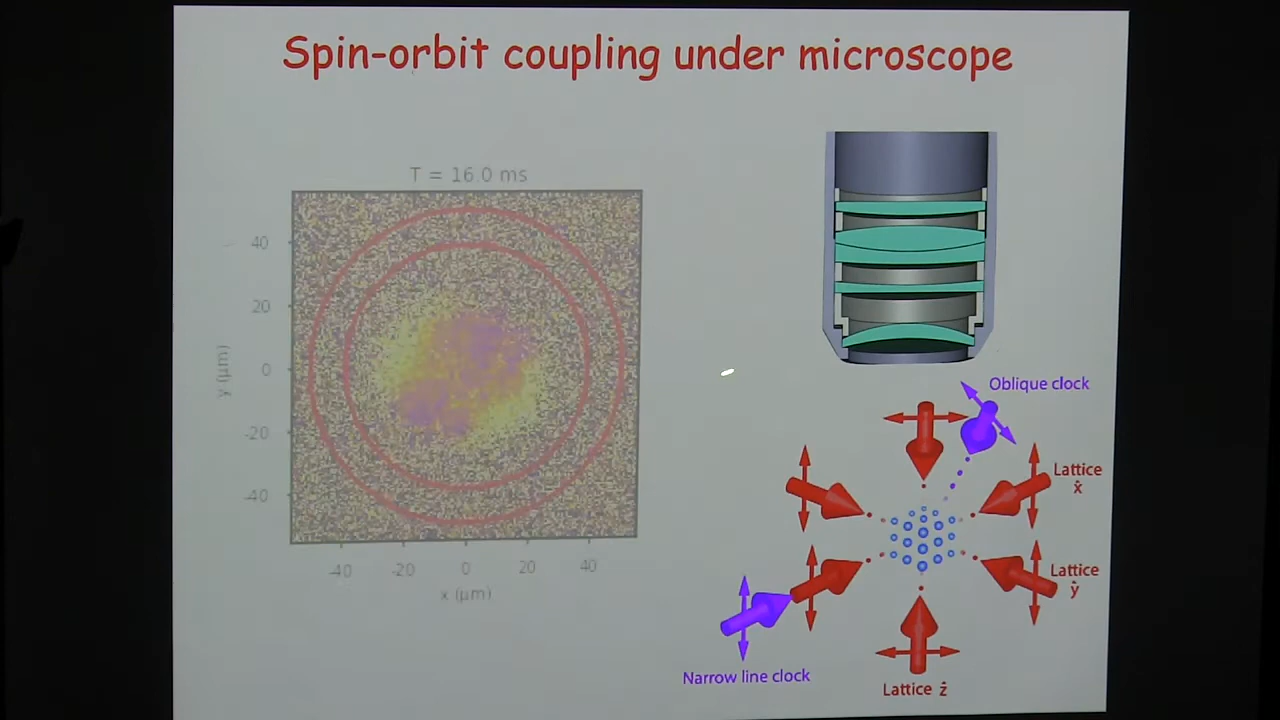 Spin-orbit coupling under microscope
T = 16.0 ms
40
20
0
-20
-40
y (μm)
-40
-20
0
20
40
x (μm)
Oblique clock
Lattice
x̂
Lattice
ŷ
Narrow line clock
Lattice ẑ